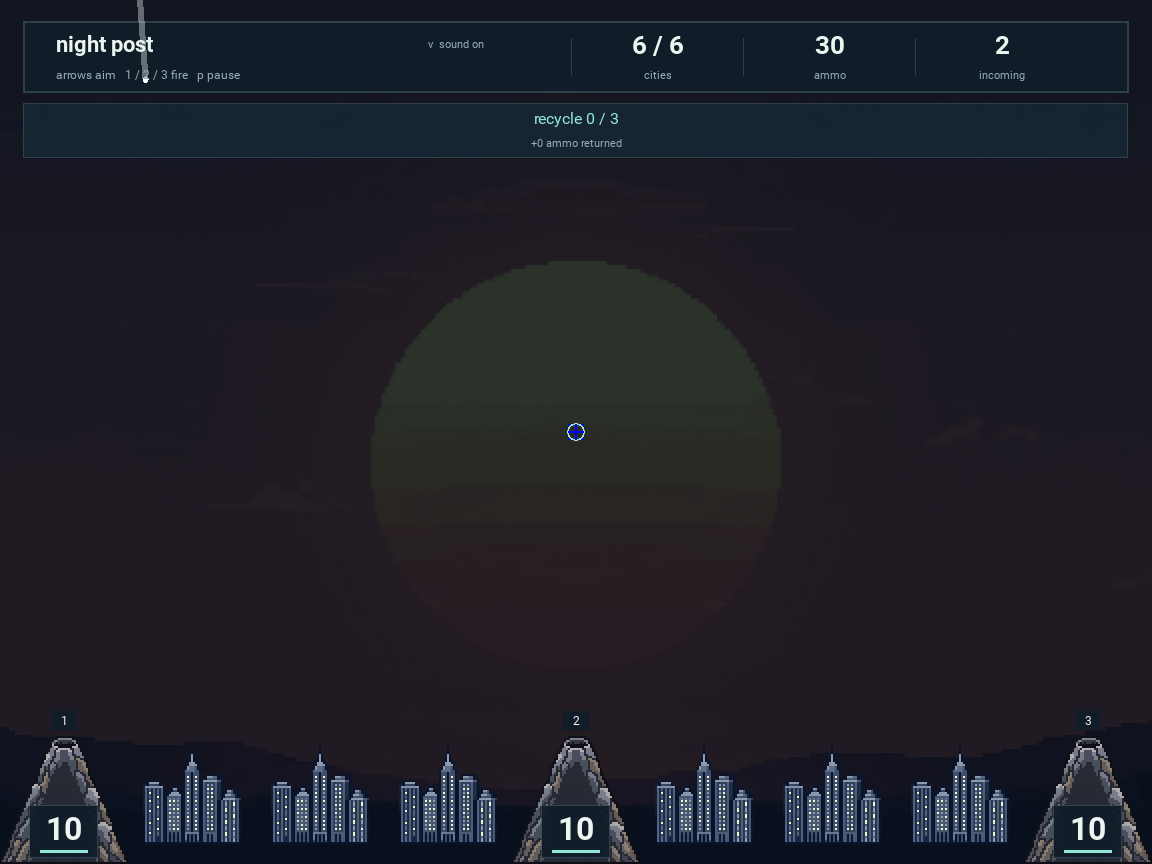 night post
v sound on
6 / 6
30
2
arrows aim 1 / 2 / 3 fire p pause
cities
ammo
incoming
recycle 0 / 3
+0 ammo returned
1
2
3
10
10
10